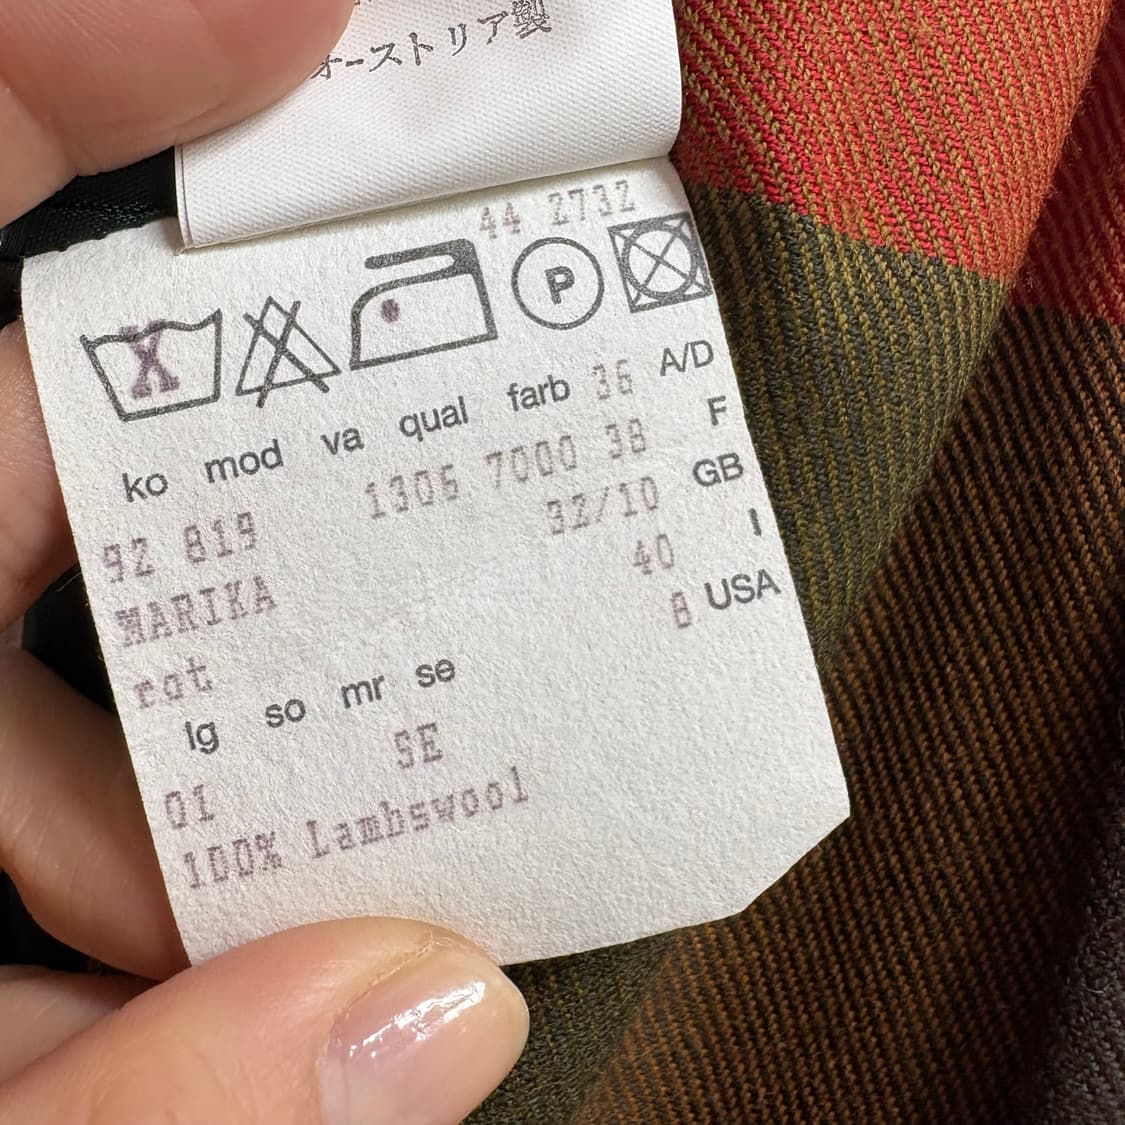 オーストリア製
44 2732
P
ko mod va qual farb 36 A/D
92 819 1305 7000 38 F
MARIKA 32/10 GB
rot 40 I
8 USA
lg so mr se
01 SE
100% Lambswool